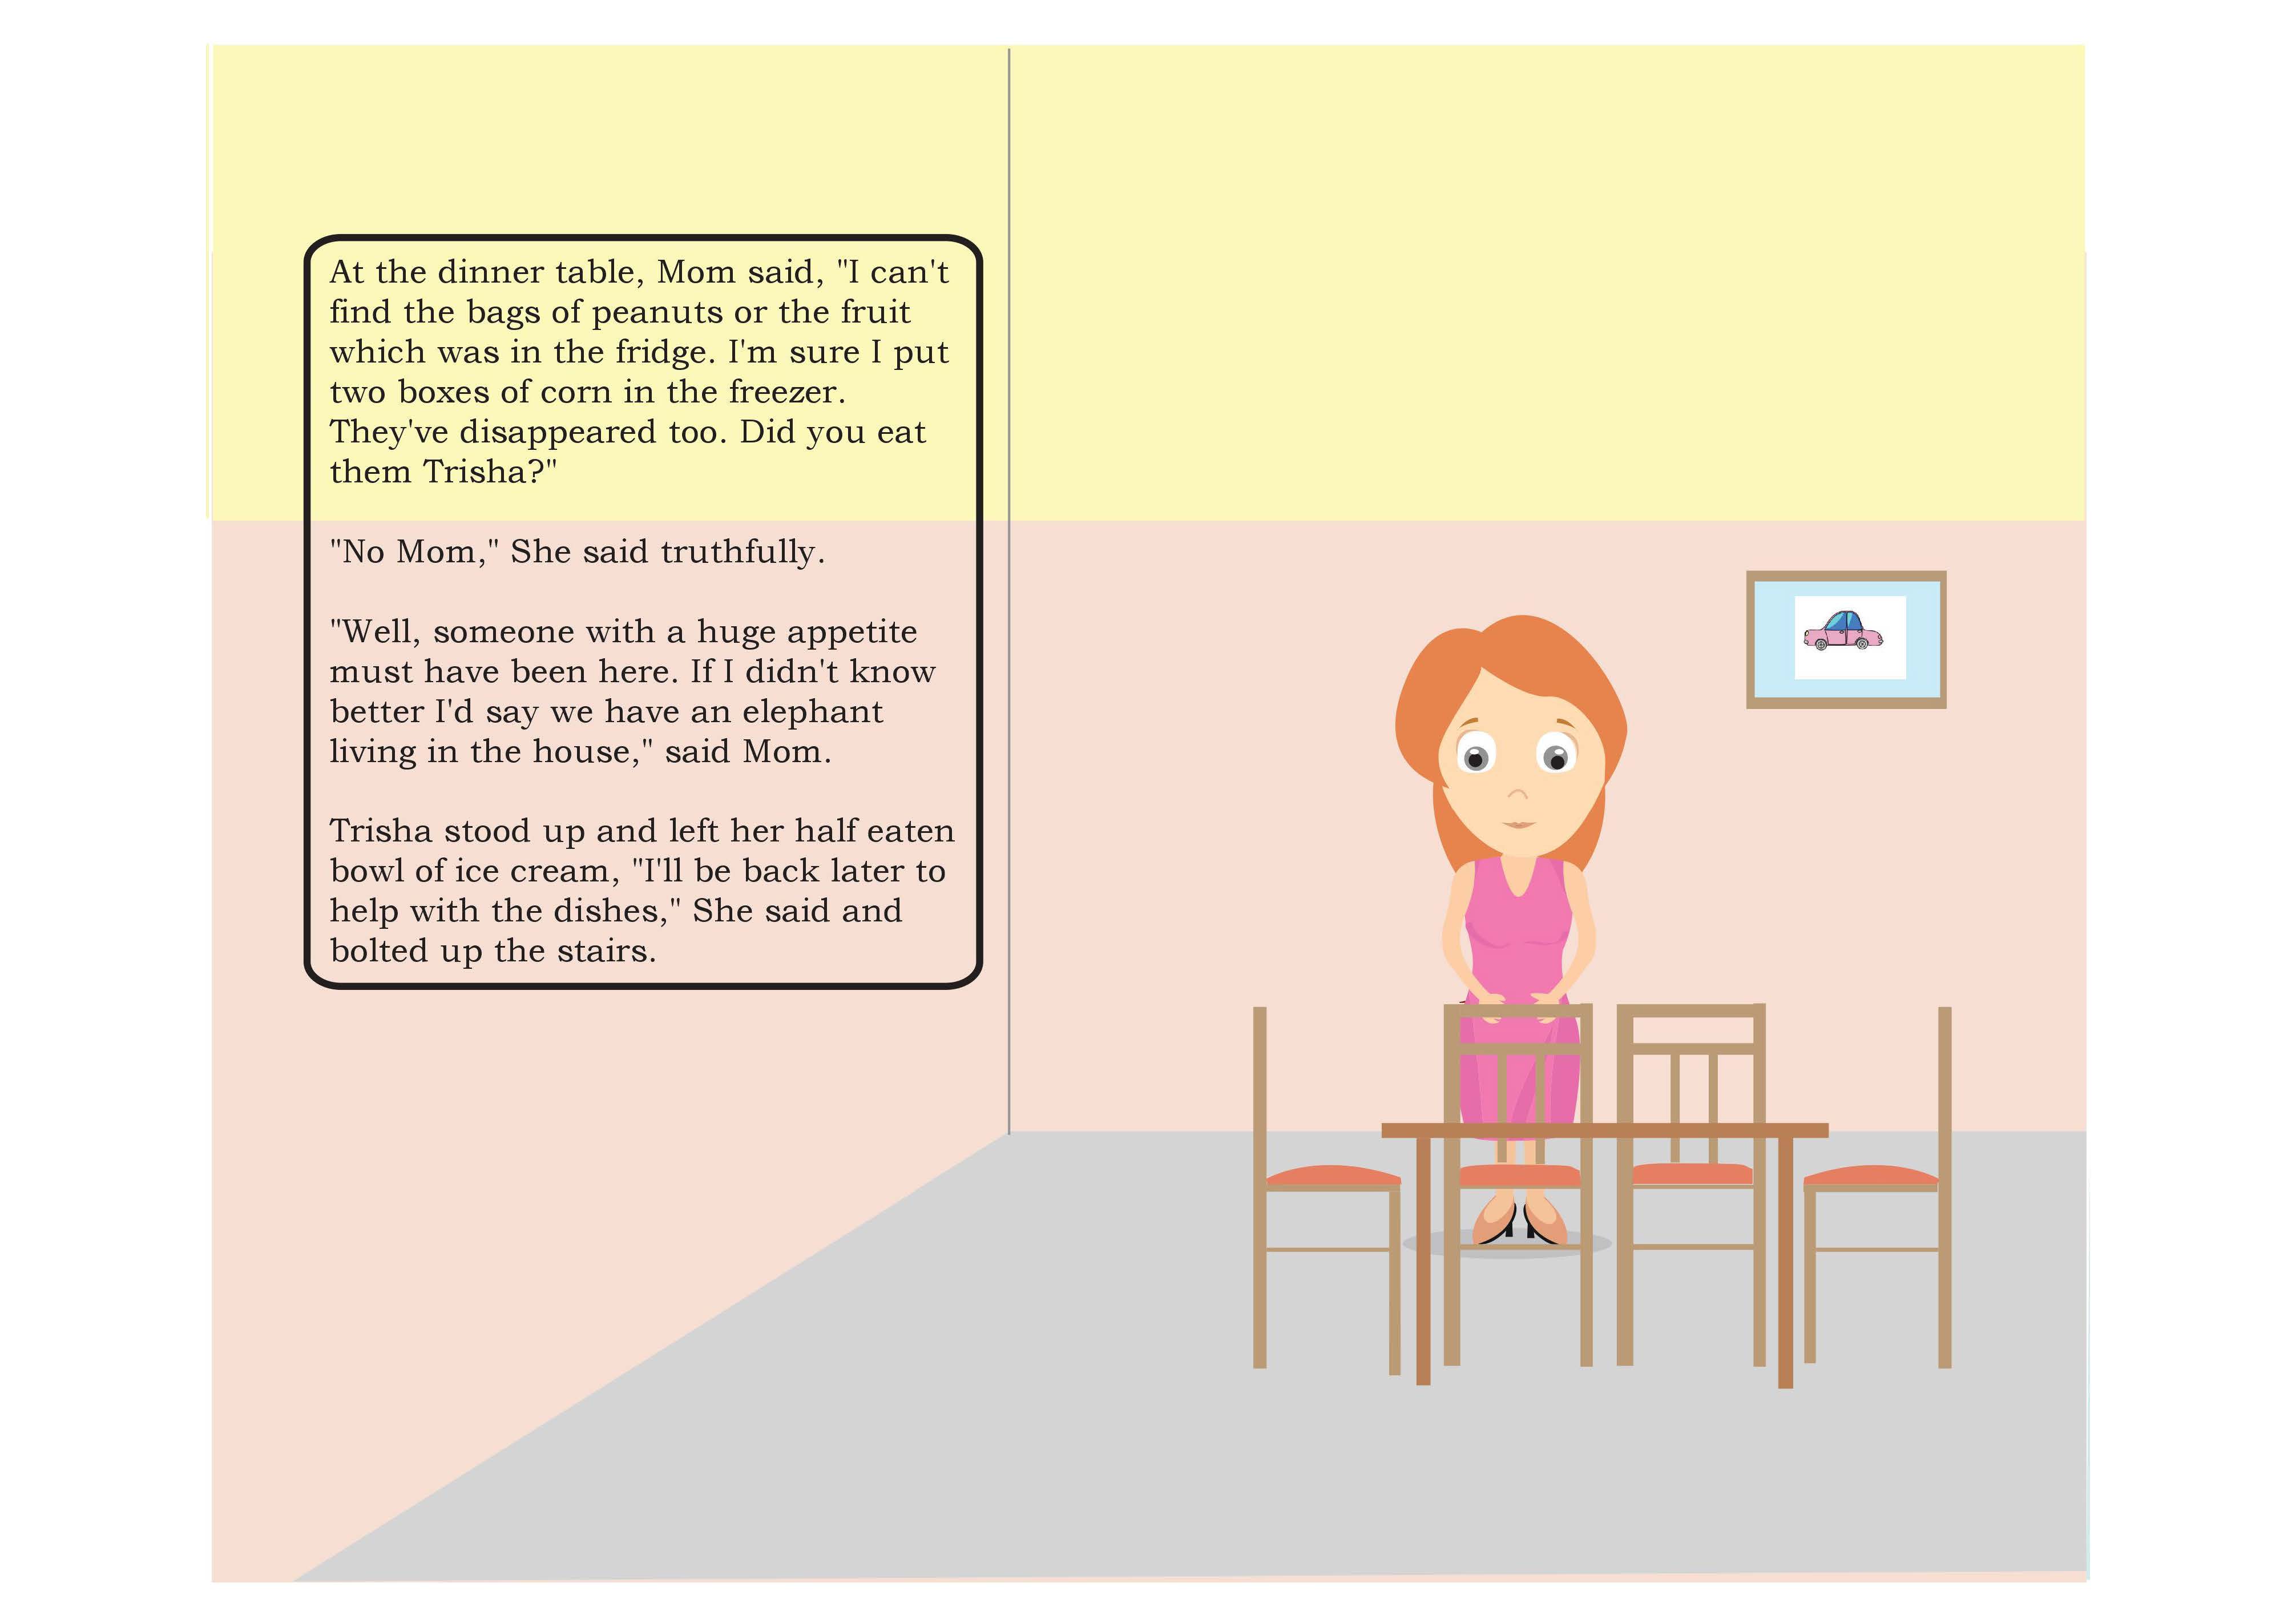 At the dinner table, Mom said, "I can't
find the bags of peanuts or the fruit
which was in the fridge. I'm sure I put
two boxes of corn in the freezer.
They've disappeared too. Did you eat
them Trisha?"
"No Mom," She said truthfully.
"Well, someone with a huge appetite
must have been here. If I didn't know
better I'd say we have an elephant
living in the house," said Mom.
Trisha stood up and left her half eaten
bowl of ice cream, "I'll be back later to
help with the dishes," She said and
bolted up the stairs.